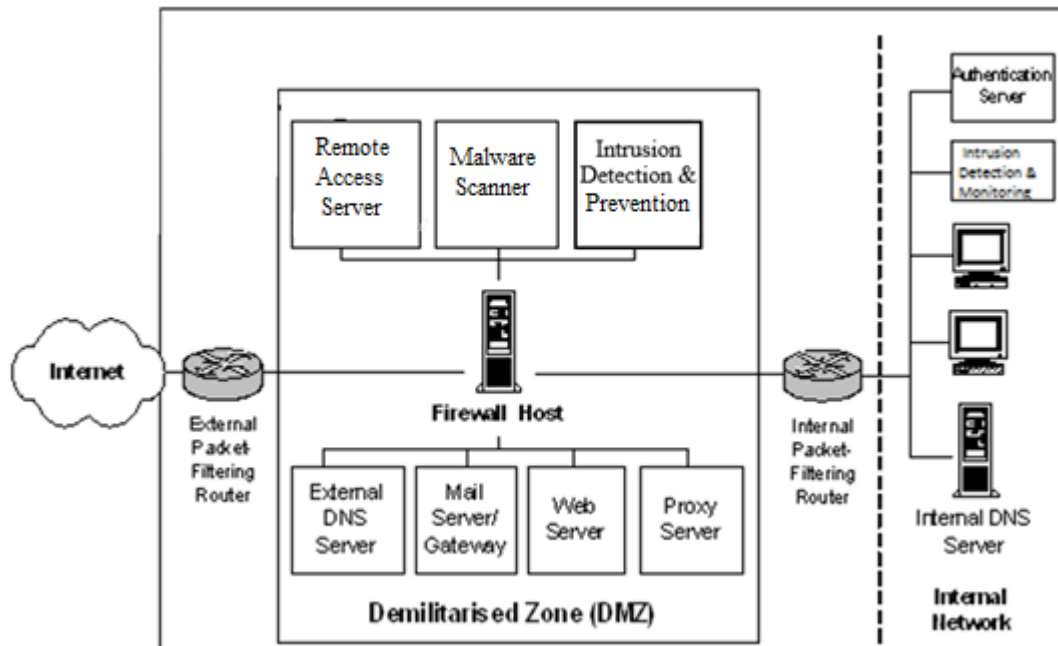 Authentication
Server
Intrusion
Detection &
Monitoring
Remote
Access
Server
Malware
Scanner
Intrusion
Detection &
Prevention
Internet
External
Packet-
Filtering
Router
Firewall Host
Internal
Packet-
Filtering
Router
External
DNS
Server
Mail
Server/
Gateway
Web
Server
Proxy
Server
Internal DNS
Server
Demilitarised Zone (DMZ)
Internal
Network